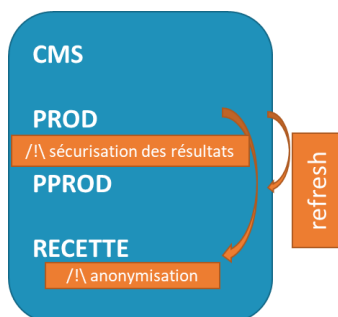 CMS
PROD
/!\ sécurisation des résultats
PPROD
RECETTE
/!\ anonymisation
refresh